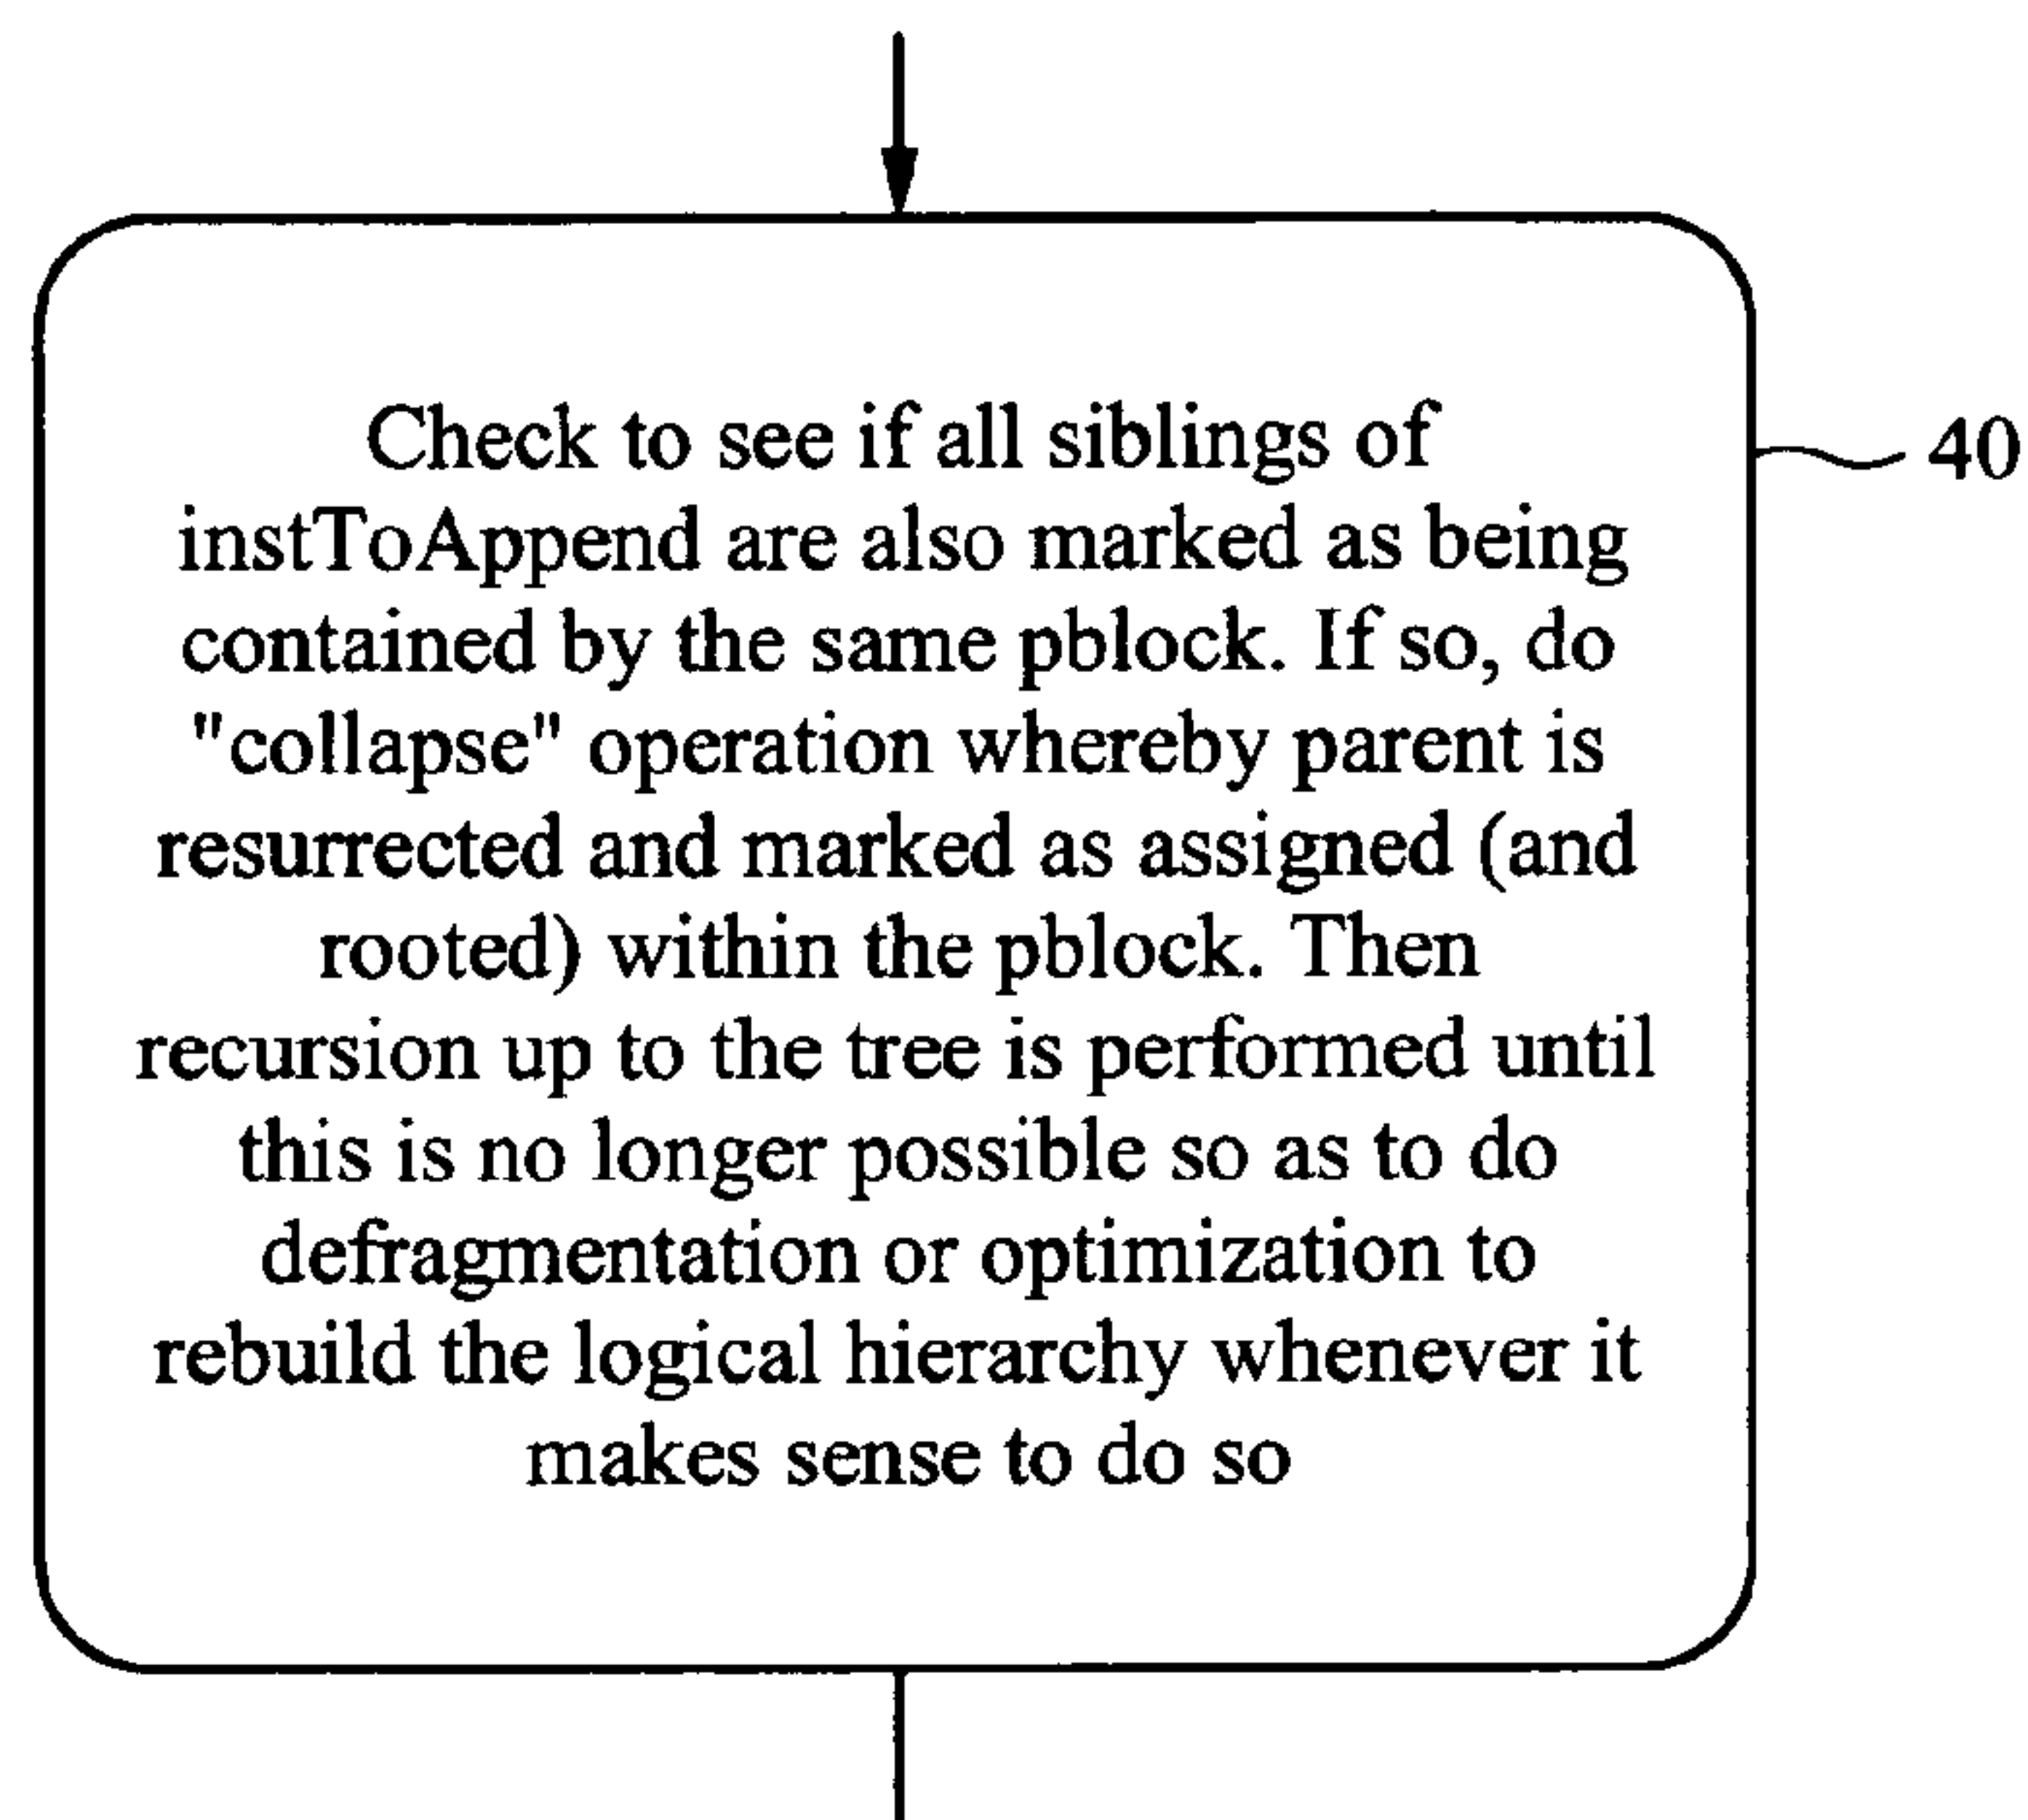 Check to see if all siblings of
instToAppend are also marked as being
contained by the same pblock. If so, do
"collapse" operation whereby parent is
resurrected and marked as assigned (and
rooted) within the pblock. Then
recursion up to the tree is performed until
this is no longer possible so as to do
defragmentation or optimization to
rebuild the logical hierarchy whenever it
makes sense to do so
40